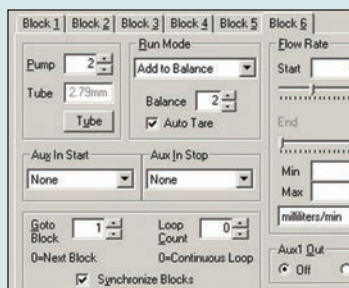 Block 1 Block 2 Block 3 Block 4 Block 5 Block 6
Run Mode
Pump 2
Add to Balance
Tube 2.79mm
Balance 2
Tube
Auto Tare
Aux In Start
None
Aux In Stop
None
Goto Block 1
Loop Count 0
0=Next Block
0=Continuous Loop
Synchronize Blocks
Flow Rate
Start
End
Min
Max
milliliters/min
Aux1 Out
Off